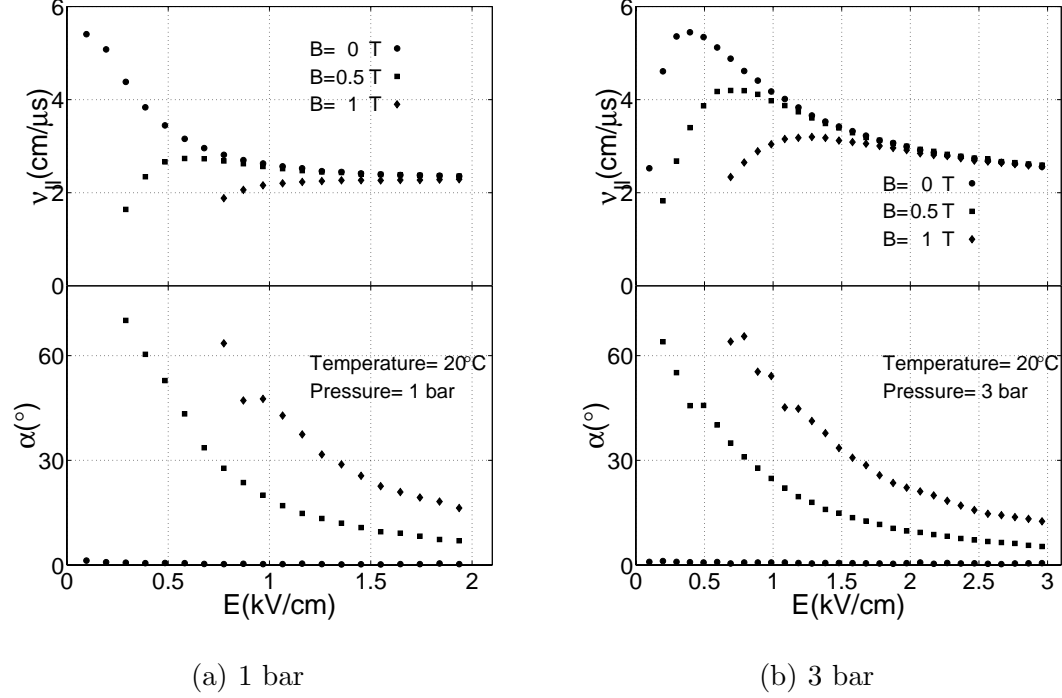 6
4
2
0
ν||(cm/μs)
B= 0 T
B=0.5 T
B= 1 T
60
30
0
α(°)
Temperature= 20°C
Pressure= 1 bar
0 0.5 1 1.5 2
E(kV/cm)
(a) 1 bar
6
4
2
0
ν||(cm/μs)
B= 0 T
B=0.5 T
B= 1 T
60
30
0
α(°)
Temperature= 20°C
Pressure= 3 bar
0 0.5 1 1.5 2 2.5 3
E(kV/cm)
(b) 3 bar